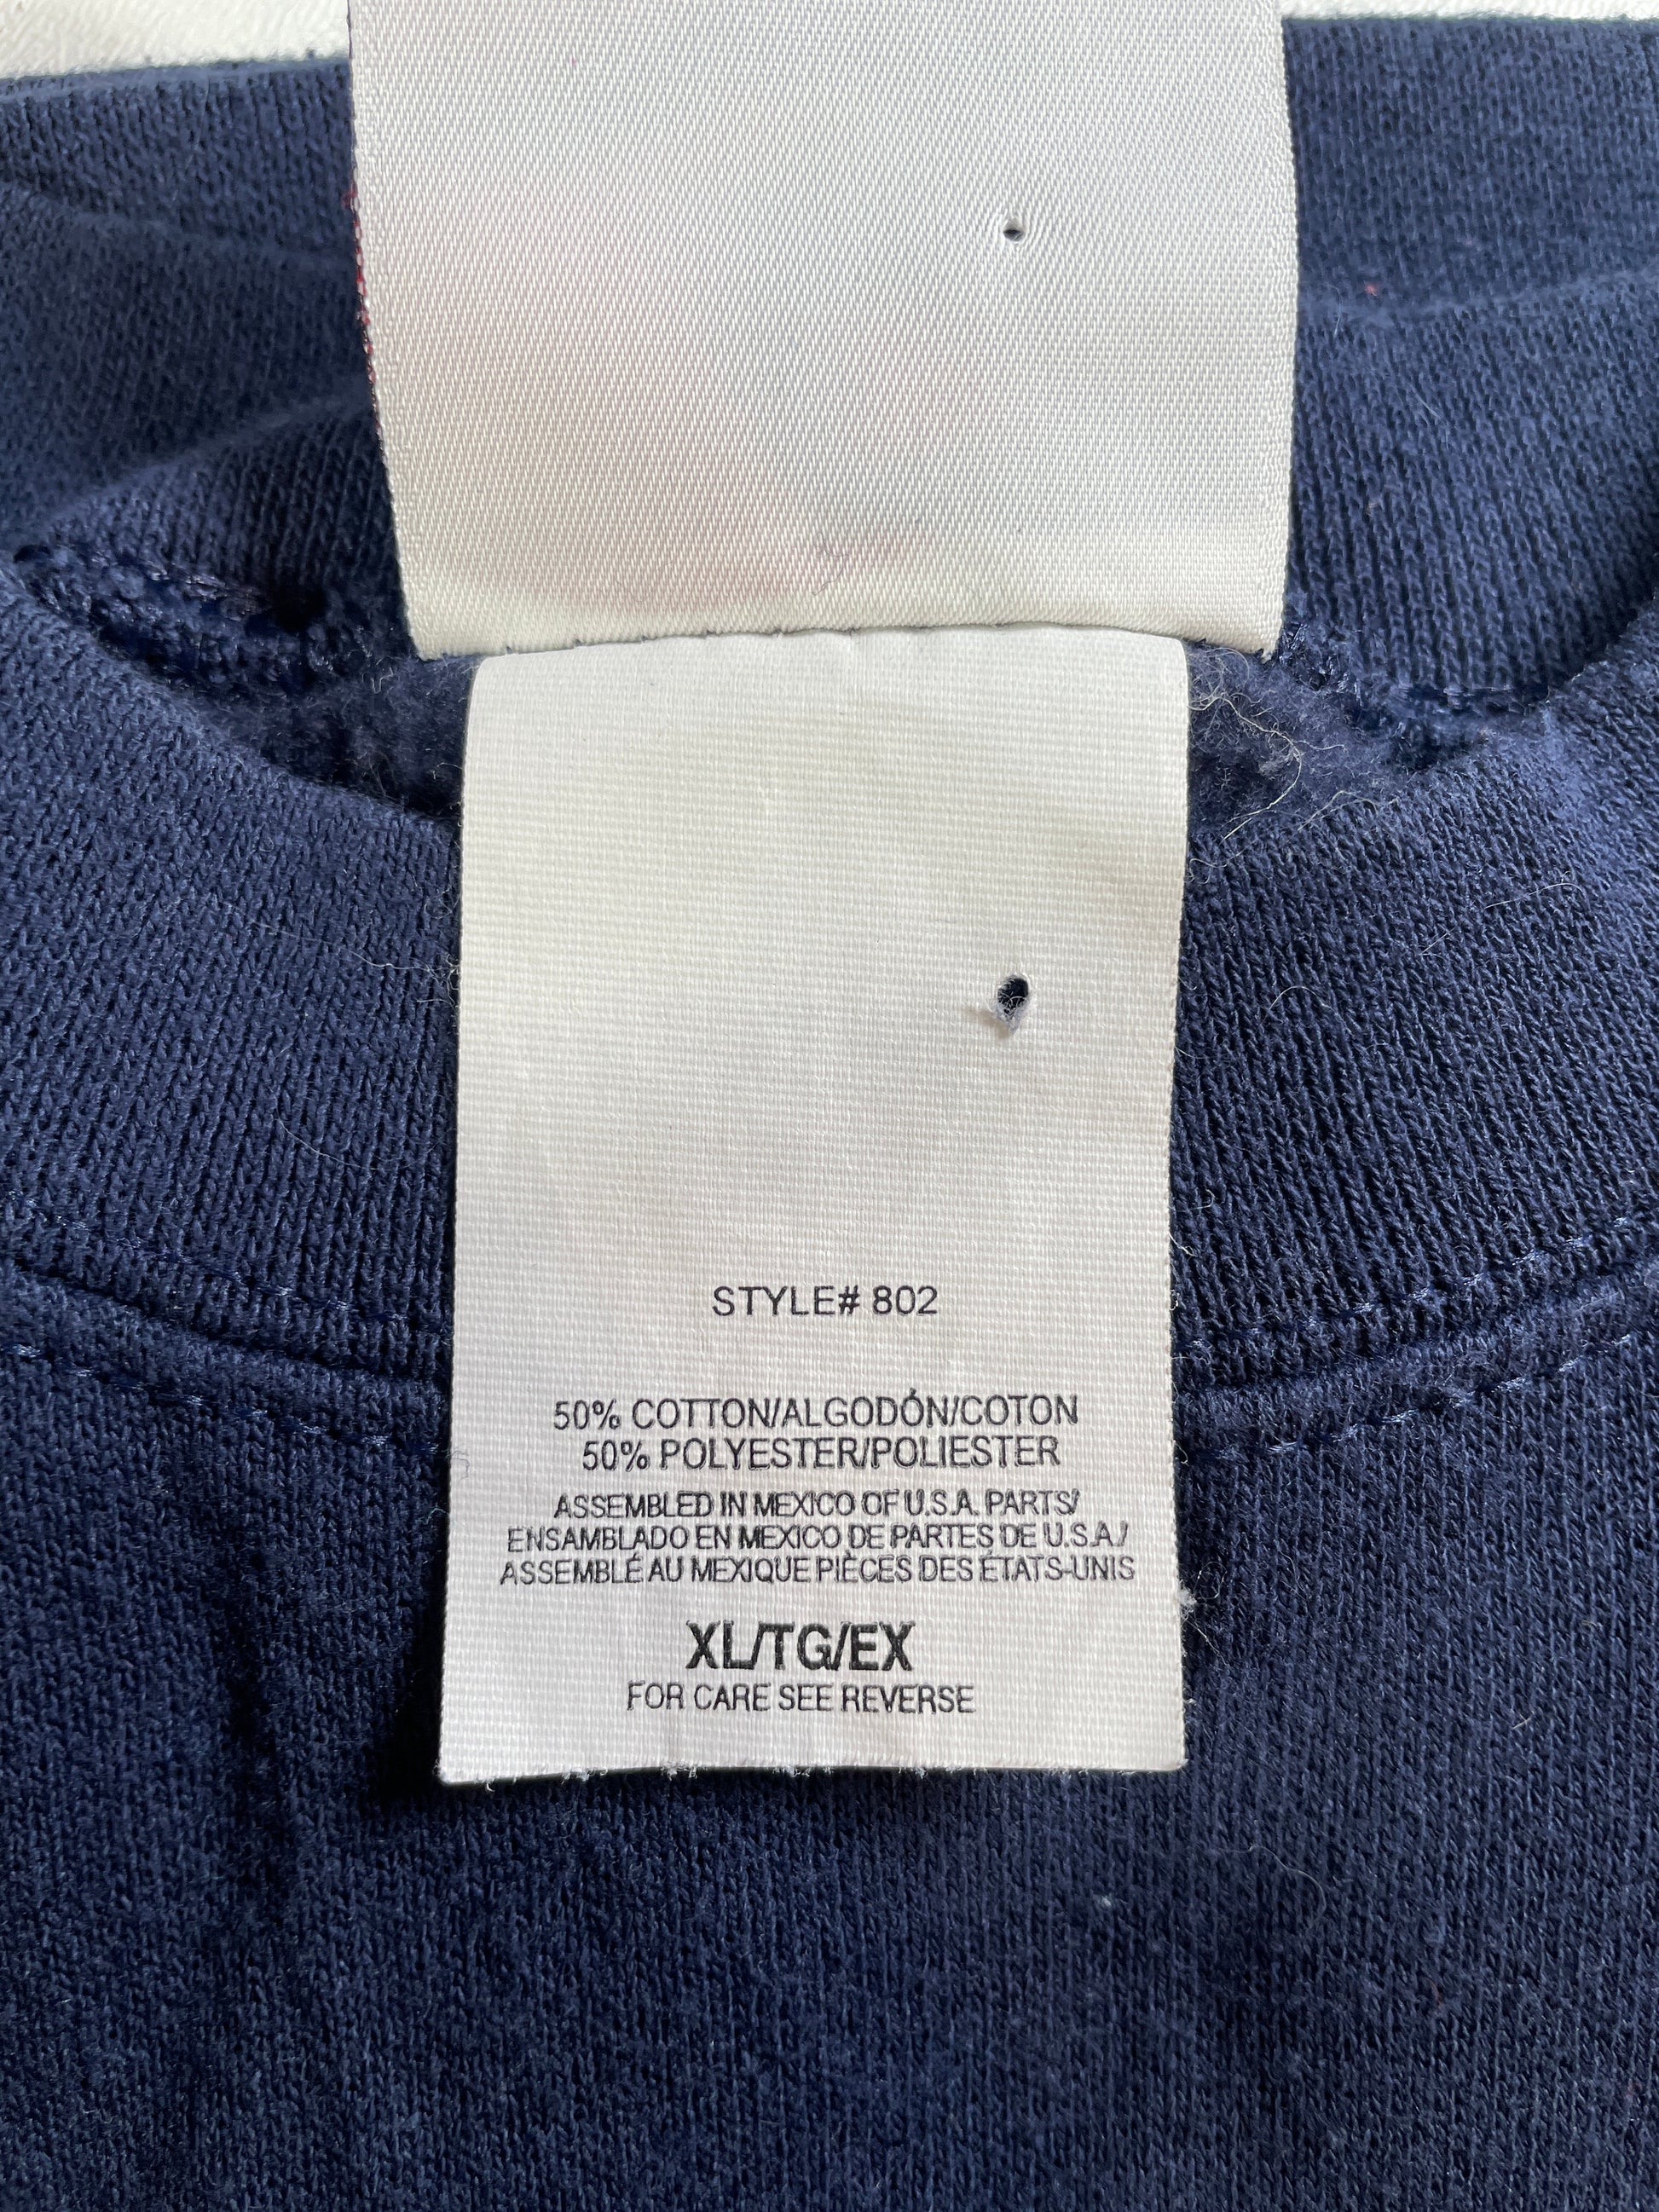 STYLE# 802
50% COTTON/ALGODÓN/COTON
50% POLYESTER/POLIESTER
ASSEMBLED IN MEXICO OF U.S.A. PARTS/
ENSAMBLADO EN MEXICO DE PARTES DE U.S.A./
ASSEMBLÉ AU MEXIQUE PIÈCES DES ÉTATS-UNIS
XL/TG/EX
FOR CARE SEE REVERSE